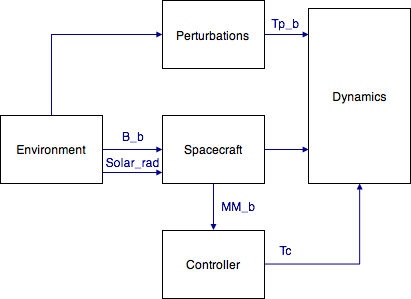 Perturbations
Tp_b
Dynamics
Environment
B_b
Solar_rad
Spacecraft
MM_b
Controller
Tc